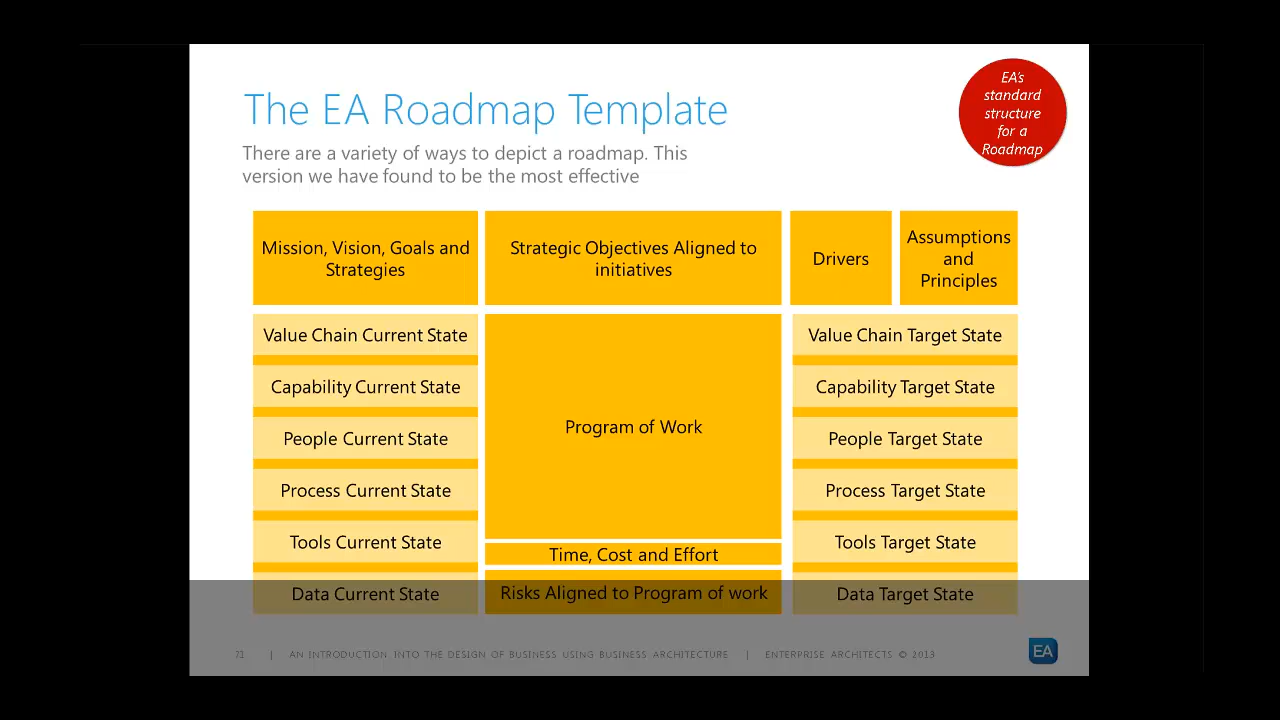 The EA Roadmap Template
There are a variety of ways to depict a roadmap. This
version we have found to be the most effective
EA's
standard
structure
for a
Roadmap
Mission, Vision, Goals and
Strategies
Strategic Objectives Aligned to
initiatives
Drivers
Assumptions
and
Principles
Value Chain Current State
Capability Current State
People Current State
Process Current State
Tools Current State
Data Current State
Program of Work
Time, Cost and Effort
Risks Aligned to Program of work
Value Chain Target State
Capability Target State
People Target State
Process Target State
Tools Target State
Data Target State
| AN INTRODUCTION INTO THE DESIGN OF BUSINESS USING BUSINESS ARCHITECTURE | ENTERPRISE ARCHITECTS © 2013
EA